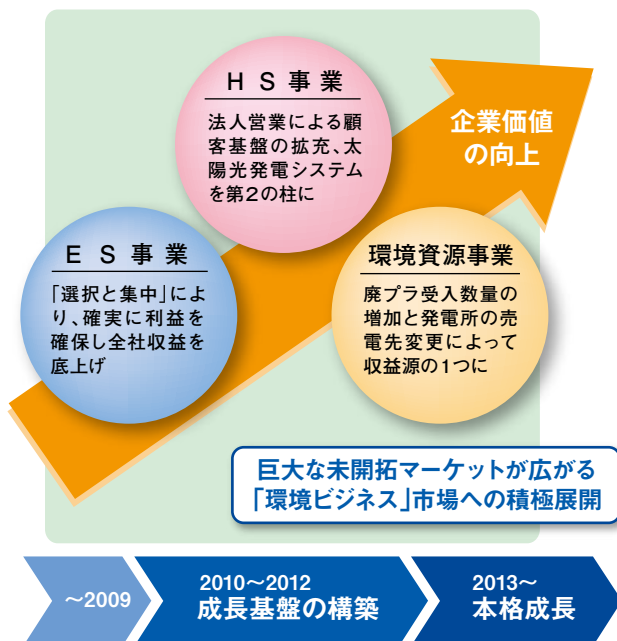 HS事業
法人営業による顧
客基盤の拡充、太
陽光発電システム
を第2の柱に
企業価値
の向上
ES事業
「選択と集中」によ
り、確実に利益を
確保し全社収益を
底上げ
環境資源事業
廃プラ受入数量の
増加と発電所の売
電先変更によって
収益源の1つに
巨大な未開拓マーケットが広がる
「環境ビジネス」市場への積極展開
～2009
2010～2012
成長基盤の構築
2013～
本格成長